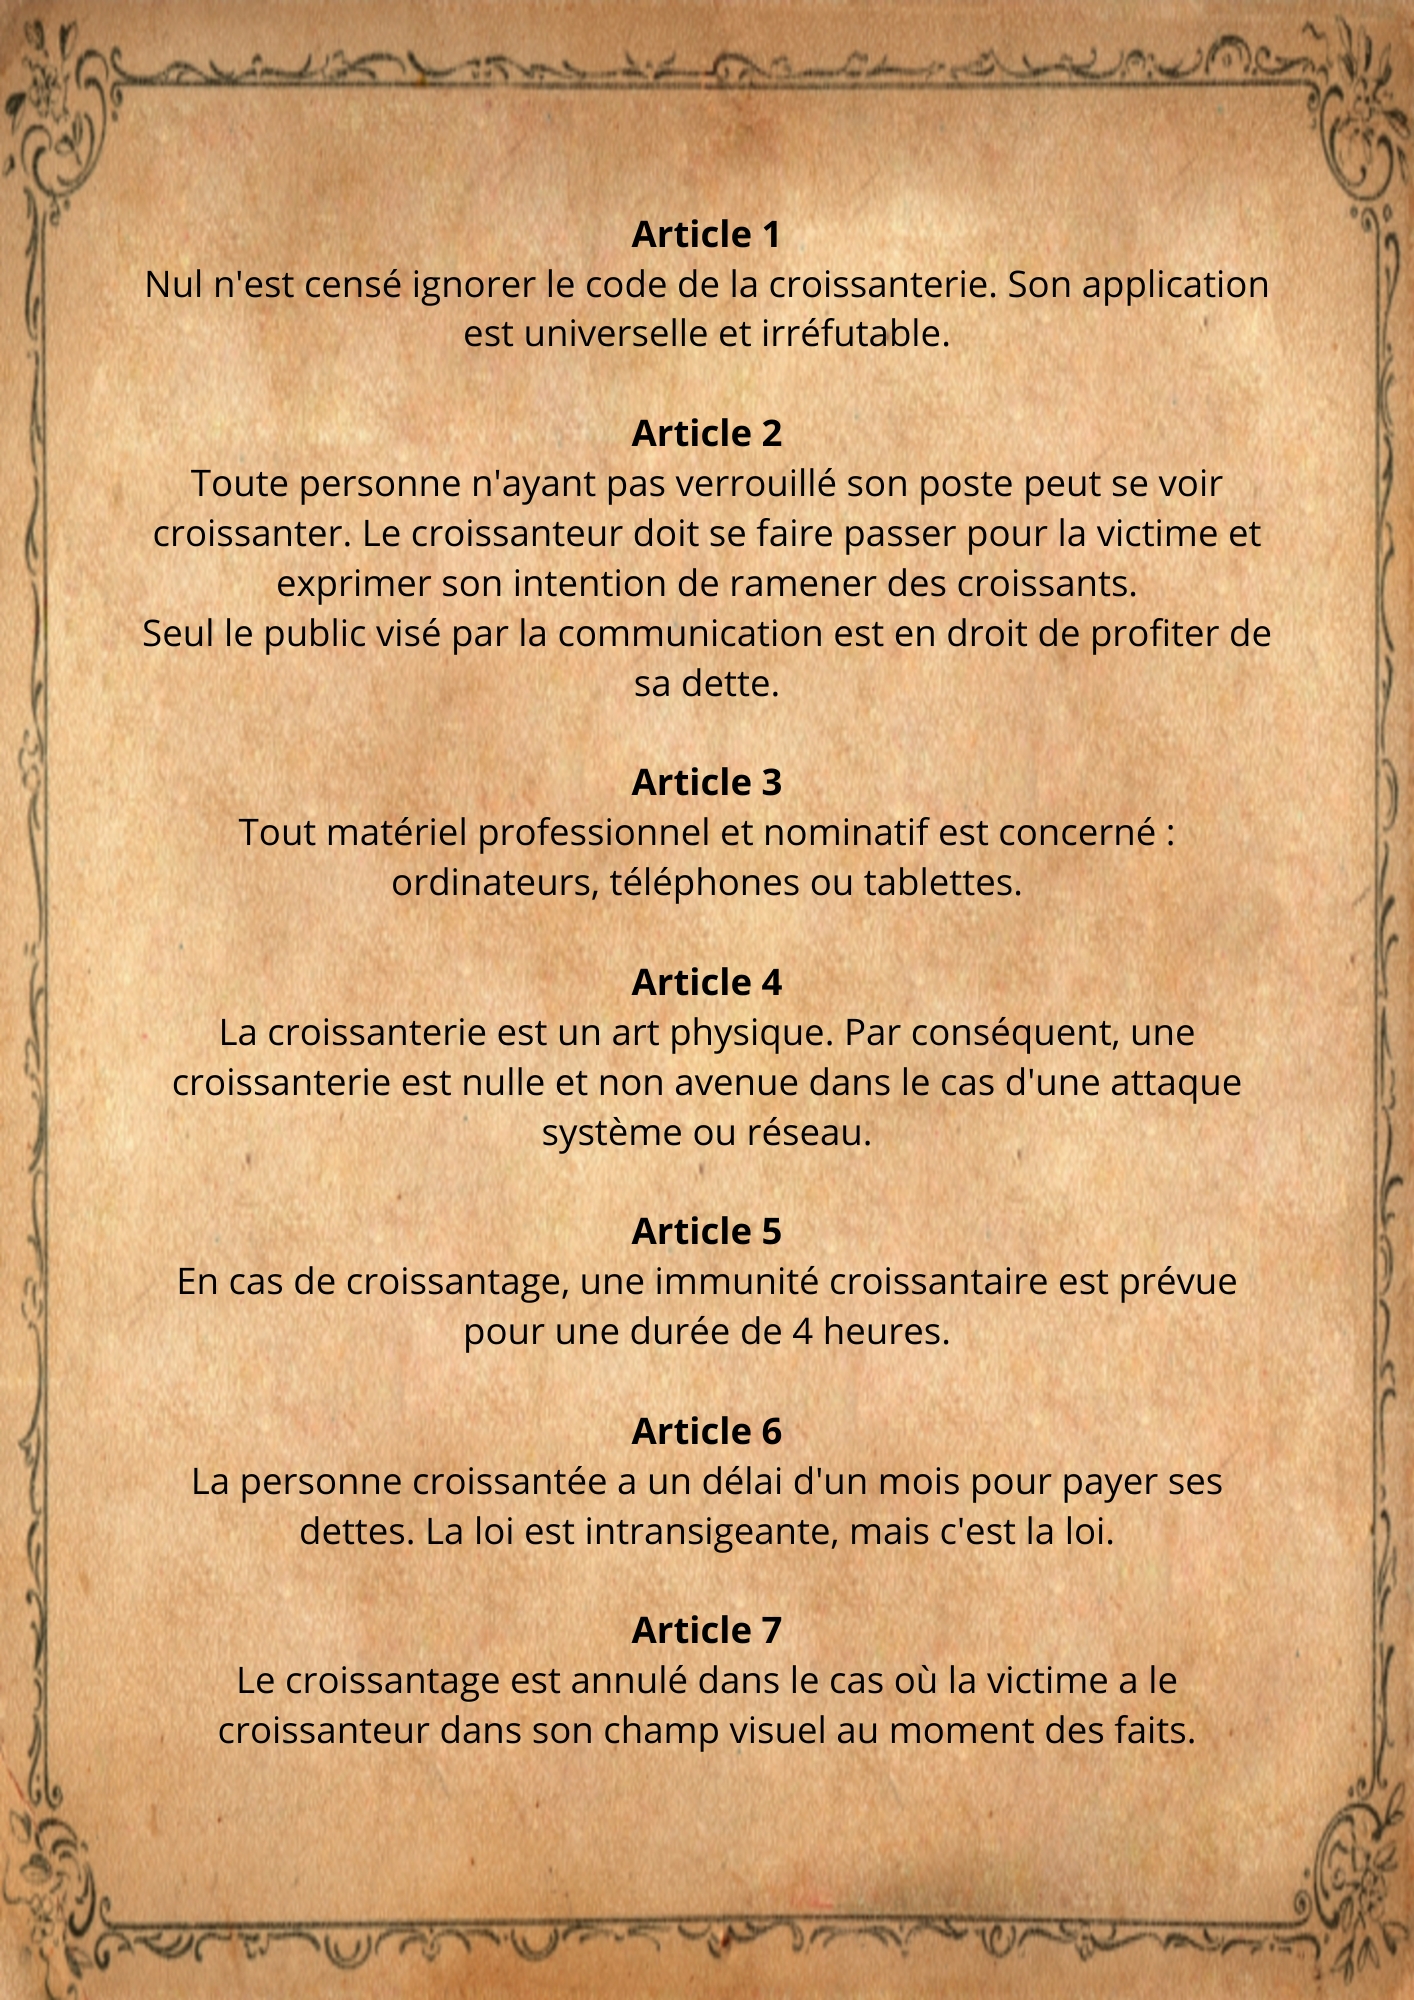 Article 1
Nul n'est censé ignorer le code de la croissanterie. Son application
est universelle et irréfutable.
Article 2
Toute personne n'ayant pas verrouillé son poste peut se voir
croissanter. Le croissanteur doit se faire passer pour la victime et
exprimer son intention de ramener des croissants.
Seul le public visé par la communication est en droit de profiter de
sa dette.
Article 3
Tout matériel professionnel et nominatif est concerné :
ordinateurs, téléphones ou tablettes.
Article 4
La croissanterie est un art physique. Par conséquent, une
croissanterie est nulle et non avenue dans le cas d'une attaque
système ou réseau.
Article 5
En cas de croissantage, une immunité croissantaire est prévue
pour une durée de 4 heures.
Article 6
La personne croissantée a un délai d'un mois pour payer ses
dettes. La loi est intransigeante, mais c'est la loi.
Article 7
Le croissantage est annulé dans le cas où la victime a le
croissanteur dans son champ visuel au moment des faits.